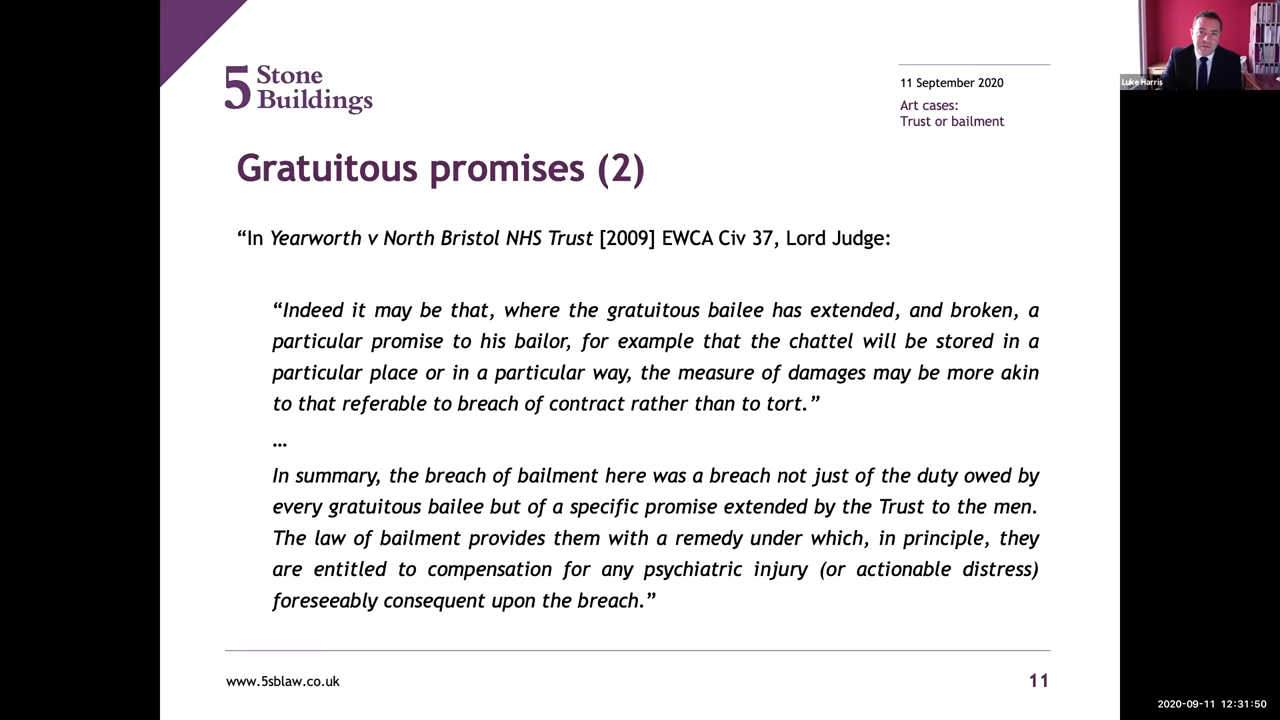 5 Stone
Buildings
11 September 2020
Art cases:
Trust or bailment
Luke Harris
Gratuitous promises (2)
“In Yearworth v North Bristol NHS Trust [2009] EWCA Civ 37, Lord Judge:
“Indeed it may be that, where the gratuitous bailee has extended, and broken, a
particular promise to his bailor, for example that the chattel will be stored in a
particular place or in a particular way, the measure of damages may be more akin
to that referable to breach of contract rather than to tort.”
…
In summary, the breach of bailment here was a breach not just of the duty owed by
every gratuitous bailee but of a specific promise extended by the Trust to the men.
The law of bailment provides them with a remedy under which, in principle, they
are entitled to compensation for any psychiatric injury (or actionable distress)
foreseeably consequent upon the breach.”
www.5sblaw.co.uk
11
2020-09-11 12:31:50